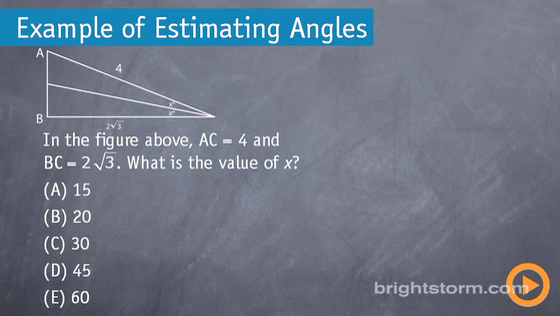 Example of Estimating Angles
A
4
x°
x°
B
2√3
In the figure above, AC = 4 and
BC = 2√3. What is the value of x?
(A) 15
(B) 20
(C) 30
(D) 45
(E) 60
brightstorm.com